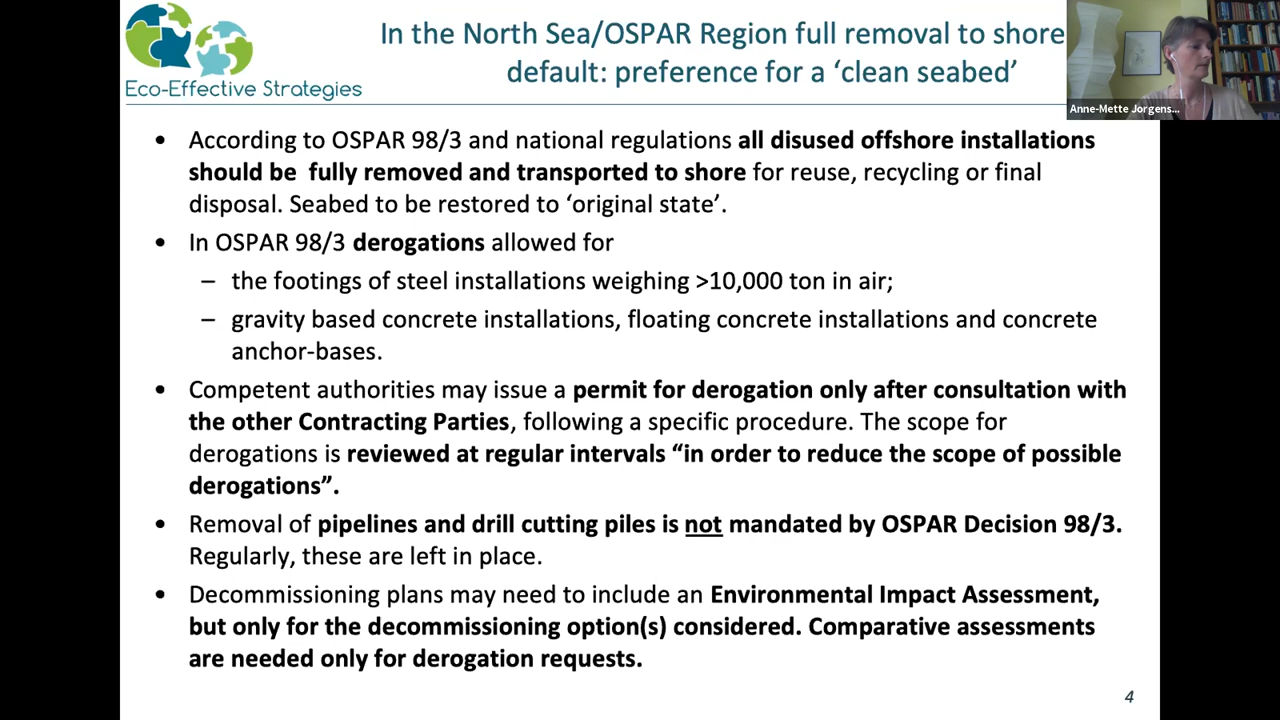 In the North Sea/OSPAR Region full removal to shore
default: preference for a ‘clean seabed’
Eco-Effective Strategies
Anne-Mette Jorgens...
• According to OSPAR 98/3 and national regulations all disused offshore installations
should be fully removed and transported to shore for reuse, recycling or final
disposal. Seabed to be restored to ‘original state’.
• In OSPAR 98/3 derogations allowed for
– the footings of steel installations weighing >10,000 ton in air;
– gravity based concrete installations, floating concrete installations and concrete
anchor-bases.
• Competent authorities may issue a permit for derogation only after consultation with
the other Contracting Parties, following a specific procedure. The scope for
derogations is reviewed at regular intervals “in order to reduce the scope of possible
derogations”.
• Removal of pipelines and drill cutting piles is not mandated by OSPAR Decision 98/3.
Regularly, these are left in place.
• Decommissioning plans may need to include an Environmental Impact Assessment,
but only for the decommissioning option(s) considered. Comparative assessments
are needed only for derogation requests.
4